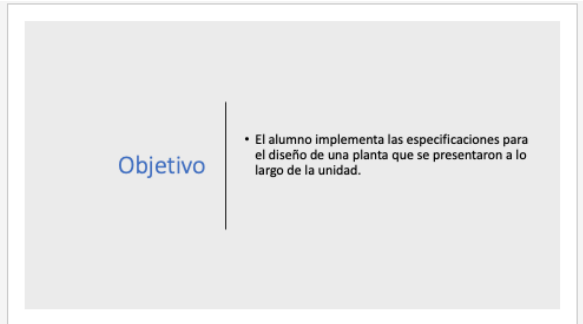 Objetivo
• El alumno implementa las especificaciones para
el diseño de una planta que se presentaron a lo
largo de la unidad.